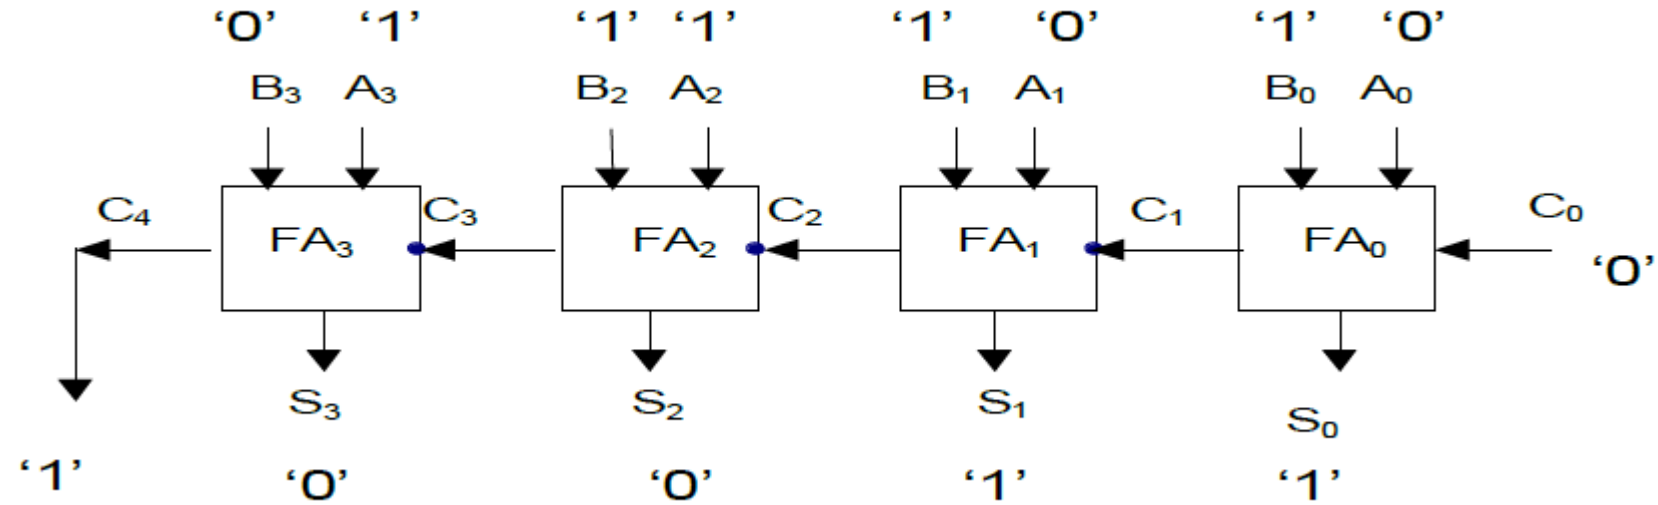 ‘0’ ‘1’ ‘1’ ‘1’ ‘1’ ‘0’ ‘1’ ‘0’
B₃ A₃ B₂ A₂ B₁ A₁ B₀ A₀
C₄ C₃ C₂ C₁ C₀
FA₃ FA₂ FA₁ FA₀
‘0’
S₃ S₂ S₁ S₀
‘1’ ‘0’ ‘0’ ‘1’ ‘1’